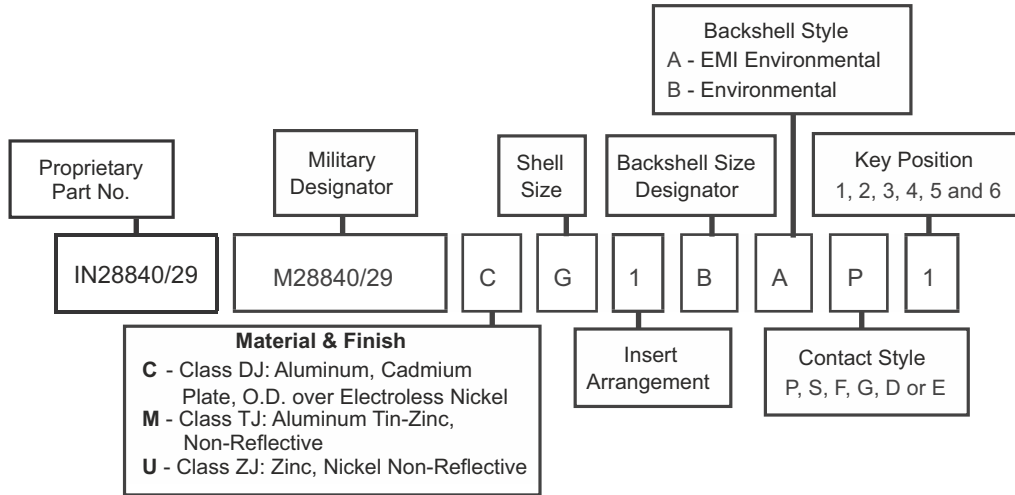 Backshell Style
A - EMI Environmental
B - Environmental
Proprietary
Part No.
Military
Designator
Shell
Size
Backshell Size
Designator
Key Position
1, 2, 3, 4, 5 and 6
IN28840/29
M28840/29
C
G
1
B
A
P
1
Material & Finish
C - Class DJ: Aluminum, Cadmium
Plate, O.D. over Electroless Nickel
M - Class TJ: Aluminum Tin-Zinc,
Non-Reflective
U - Class ZJ: Zinc, Nickel Non-Reflective
Insert
Arrangement
Contact Style
P, S, F, G, D or E